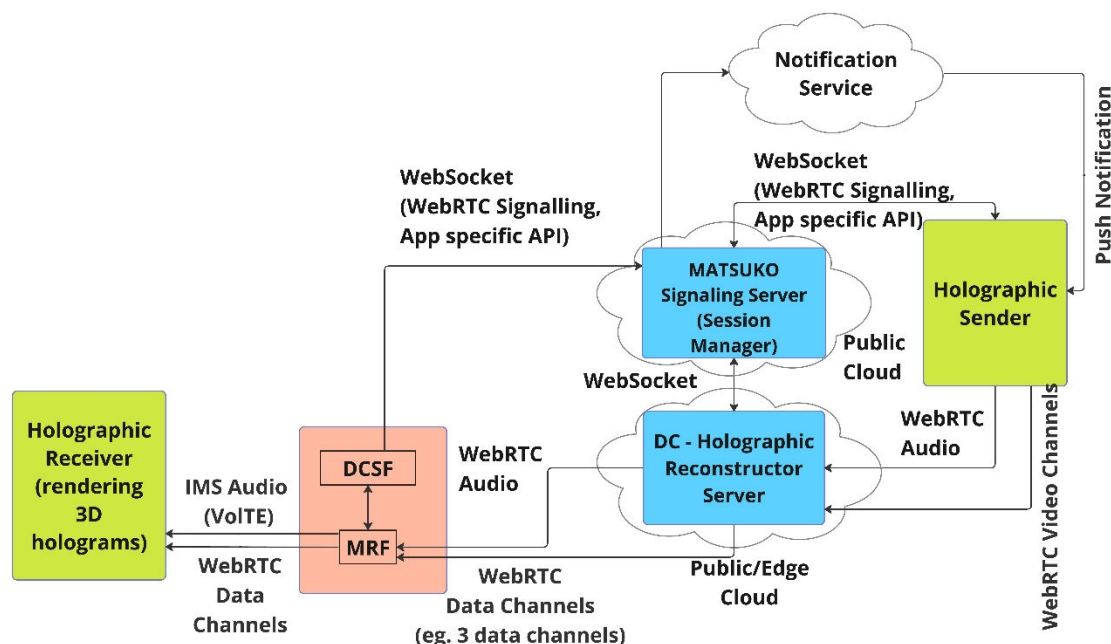 Notification
Service
Push Notification
WebSocket
(WebRTC Signalling,
App specific API)
WebSocket
(WebRTC Signalling,
App specific API)
MATSUKO
Signaling Server
(Session
Manager)
Public
Cloud
Holographic
Sender
WebSocket
DC - Holographic
Reconstructor
Server
Public/Edge
Cloud
WebRTC
Audio
WebRTC Video Channels
Holographic
Receiver
(rendering
3D
holograms)
IMS Audio
(VolTE)
WebRTC
Data
Channels
DCSF
MRF
WebRTC
Audio
WebRTC
Data Channels
(eg. 3 data channels)